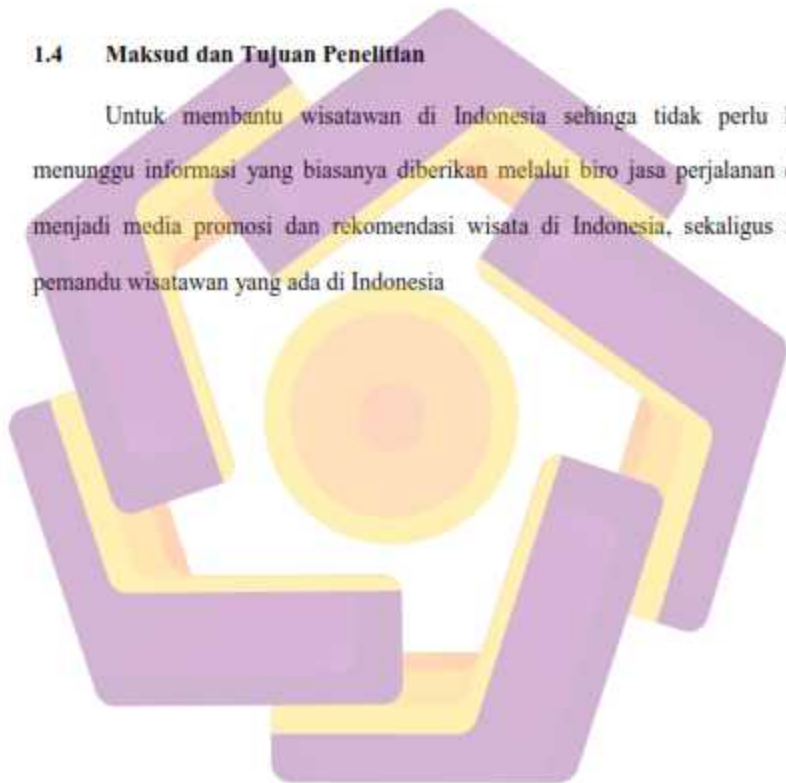 1.4 Maksud dan Tujuan Penelitian
Untuk membantu wisatawan di Indonesia sehinga tidak perlu
menunggu informasi yang biasanya diberikan melalui biro jasa perjalanan
menjadi media promosi dan rekomendasi wisata di Indonesia, sekaligus
pemandu wisatawan yang ada di Indonesia